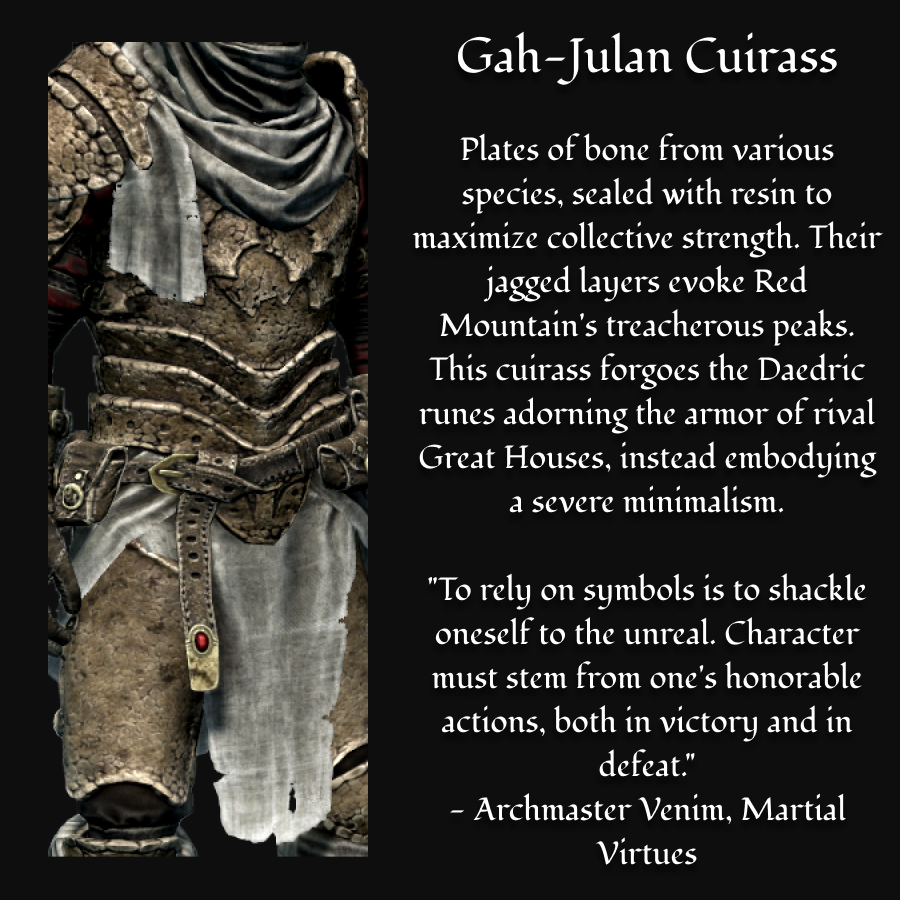 Gah-Julan Cuirass
Plates of bone from various
species, sealed with resin to
maximize collective strength. Their
jagged layers evoke Red
Mountain's treacherous peaks.
This cuirass forgoes the Daedric
runes adorning the armor of rival
Great Houses, instead embodying
a severe minimalism.
"To rely on symbols is to shackle
oneself to the unreal. Character
must stem from one's honorable
actions, both in victory and in
defeat."
- Archmaster Venim, Martial
Virtues